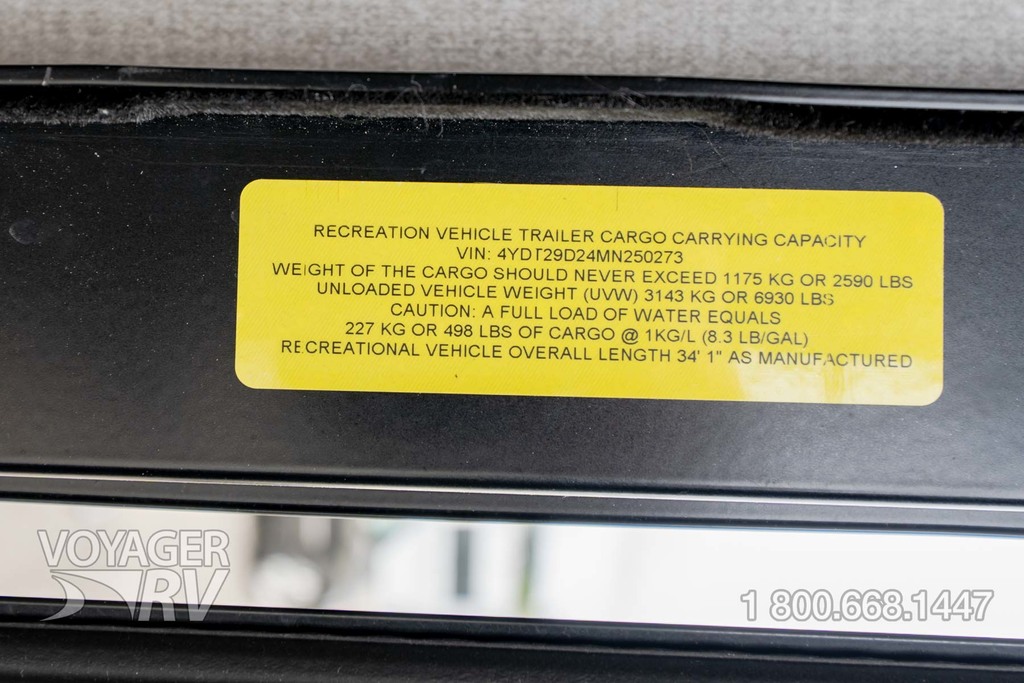 RECREATION VEHICLE TRAILER CARGO CARRYING CAPACITY
VIN: 4YDT29D24MN250273
WEIGHT OF THE CARGO SHOULD NEVER EXCEED 1175 KG OR 2590 LBS
UNLOADED VEHICLE WEIGHT (UVW) 3143 KG OR 6930 LBS
CAUTION: A FULL LOAD OF WATER EQUALS
227 KG OR 498 LBS OF CARGO @ 1KG/L (8.3 LB/GAL)
RECREATIONAL VEHICLE OVERALL LENGTH 34' 1" AS MANUFACTURED
VOYAGER
RV
1 800.668.1447